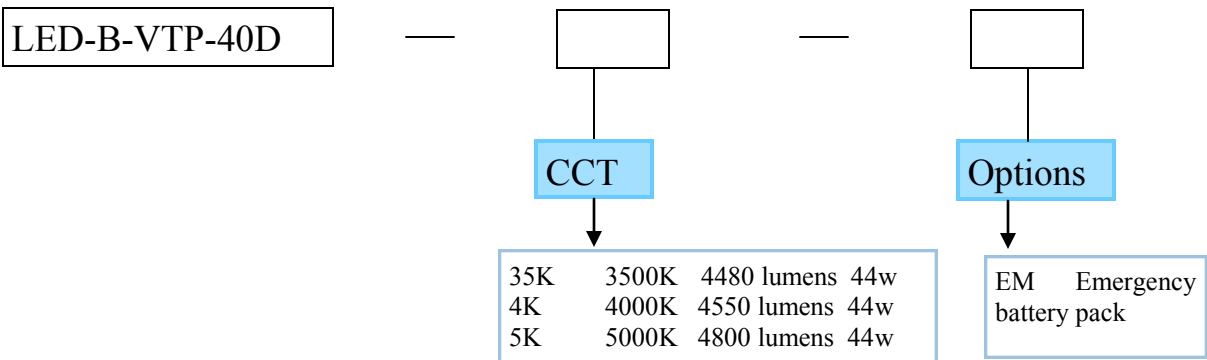 LED-B-VTP-40D — —
CCT
Options
35K 3500K 4480 lumens 44w
4K 4000K 4550 lumens 44w
5K 5000K 4800 lumens 44w
EM Emergency
battery pack